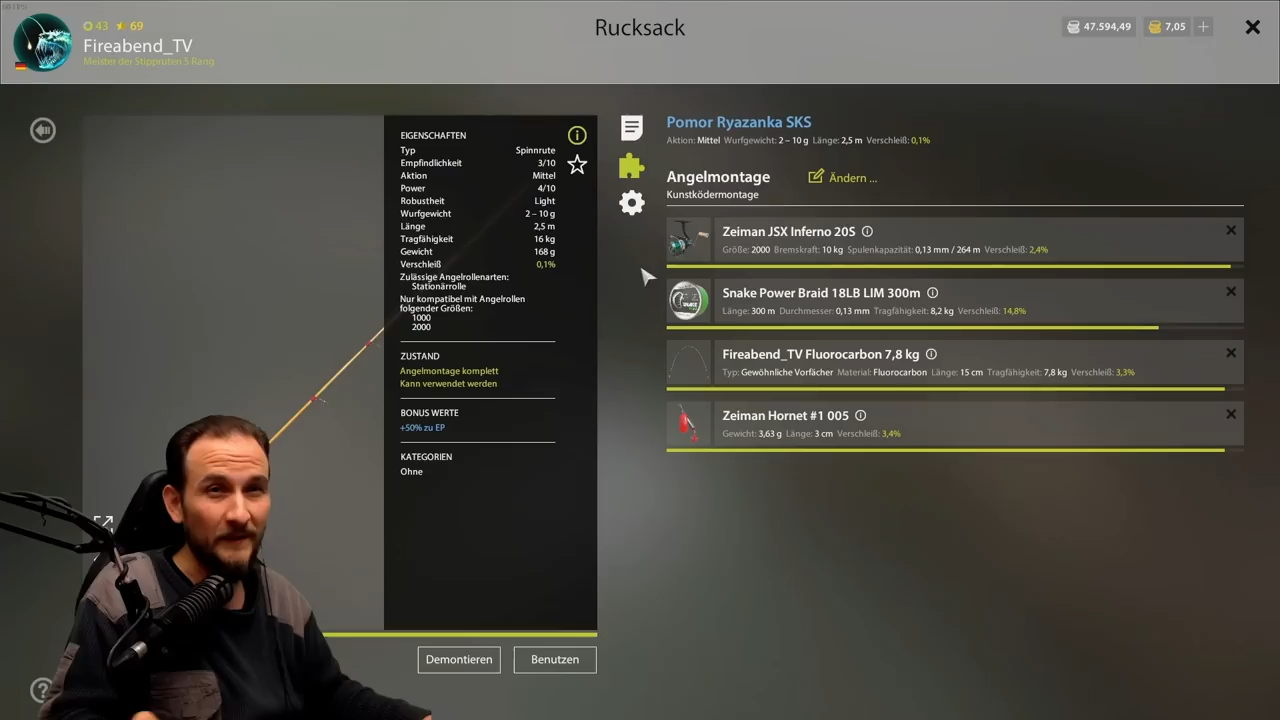 60 FPS
43 69
Fireabend_TV
Meister der Stippruten 5 Rang
Rucksack
47.594,49
7,05
EIGENSCHAFTEN
Typ Spinnrute
Empfindlichkeit 3/10
Aktion Mittel
Power 4/10
Robustheit Light
Wurfgewicht 2 – 10 g
Länge 2,5 m
Tragfähigkeit 16 kg
Gewicht 168 g
Verschleiß 0,1%
Zulässige Angelrollenarten:
Stationärrolle
Nur kompatibel mit Angelrollen
folgender Größen:
1000
2000
ZUSTAND
Angelmontage komplett
Kann verwendet werden
BONUS WERTE
+50% zu EP
KATEGORIEN
Ohne
Demontieren
Benutzen
Pomor Ryazanka SKS
Aktion: Mittel Wurfgewicht: 2 – 10 g Länge: 2,5 m Verschleiß: 0,1%
Angelmontage
Ändern ...
Kunstködermontage
Zeiman JSX Inferno 20S
Größe: 2000 Bremskraft: 10 kg Spulenkapazität: 0,13 mm / 264 m Verschleiß: 2,4%
Snake Power Braid 18LB LIM 300m
Länge: 300 m Durchmesser: 0,13 mm Tragfähigkeit: 8,2 kg Verschleiß: 14,8%
Fireabend_TV Fluorocarbon 7,8 kg
Typ: Gewöhnliche Vorfächer Material: Fluorocarbon Länge: 15 cm Tragfähigkeit: 7,8 kg Verschleiß: 3,3%
Zeiman Hornet #1 005
Gewicht: 3,63 g Länge: 3 cm Verschleiß: 3,4%